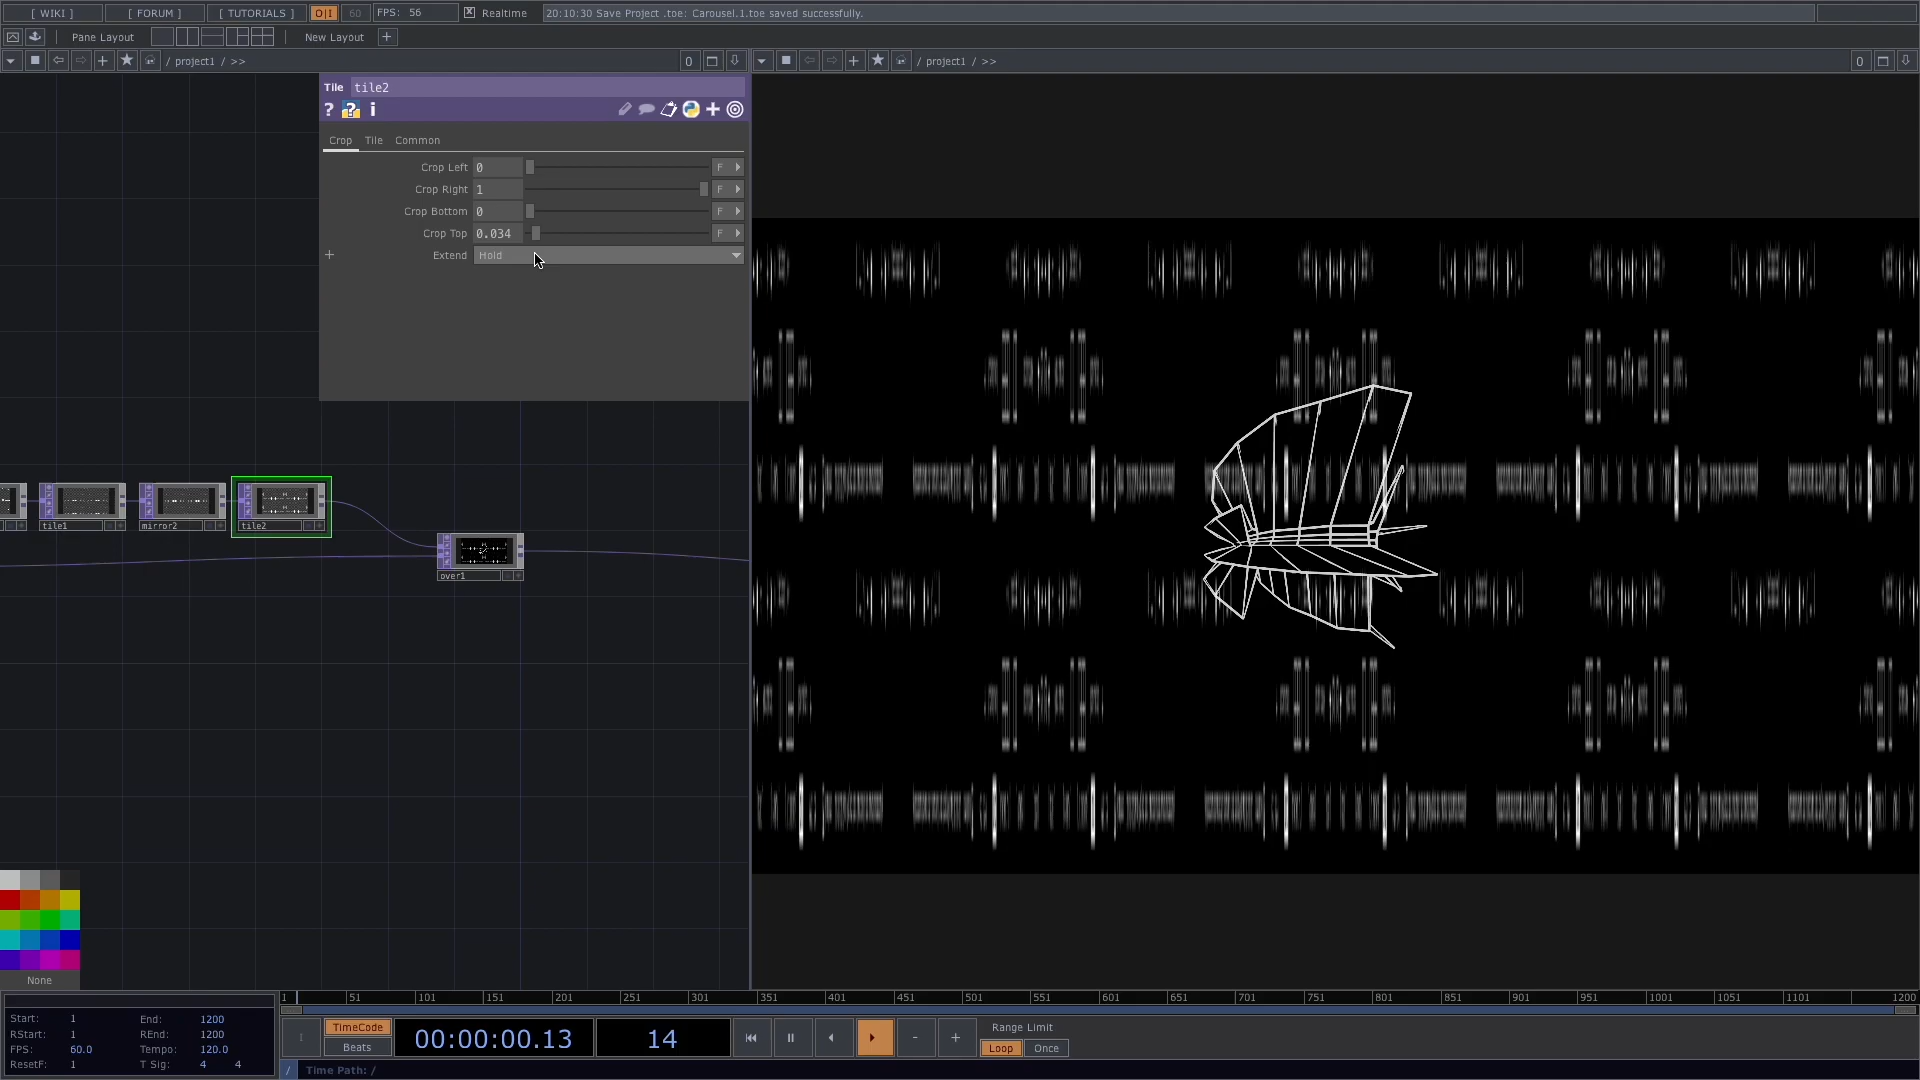 [ WIKI ] [ FORUM ] [ TUTORIALS ] O|I 60 FPS: 56 Realtime 20:10:30 Save Project .toe: Carousel.1.toe saved successfully.
Pane Layout New Layout +
/ project1 / >> 0 / project1 / >> 0
Tile tile2
? ? i
Crop Tile Common
Crop Left 0 F
Crop Right 1 F
Crop Bottom 0 F
Crop Top 0.034 F
+ Extend Hold
tile1 mirror2 tile2
over1
None
1 51 101 151 201 251 301 351 401 451 501 551 601 651 701 751 801 851 901 951 1001 1051 1101 1200
Start: 1 End: 1200
RStart: 1 REnd: 1200
FPS: 60.0 Tempo: 120.0
ResetF: 1 T Sig: 4 4
TimeCode
Beats
00:00:00.13 14
- +
Range Limit
Loop Once
/ Time Path: /